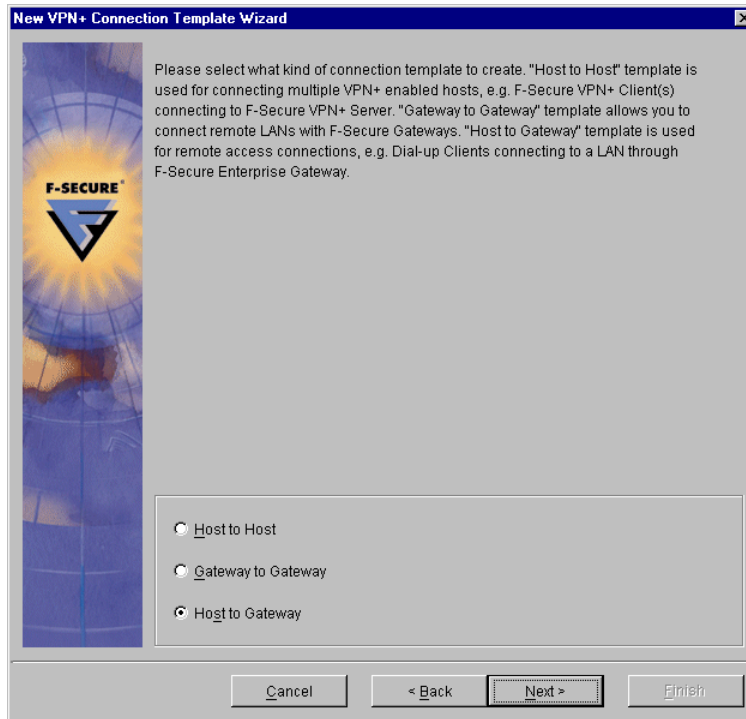 New VPN+ Connection Template Wizard
Please select what kind of connection template to create. "Host to Host" template is
used for connecting multiple VPN+ enabled hosts, e.g. F-Secure VPN+ Client(s)
connecting to F-Secure VPN+ Server. "Gateway to Gateway" template allows you to
connect remote LANs with F-Secure Gateways. "Host to Gateway" template is used
for remote access connections, e.g. Dial-up Clients connecting to a LAN through
F-Secure Enterprise Gateway.
F-SECURE®
Host to Host
Gateway to Gateway
Host to Gateway
Cancel
< Back
Next >
Finish